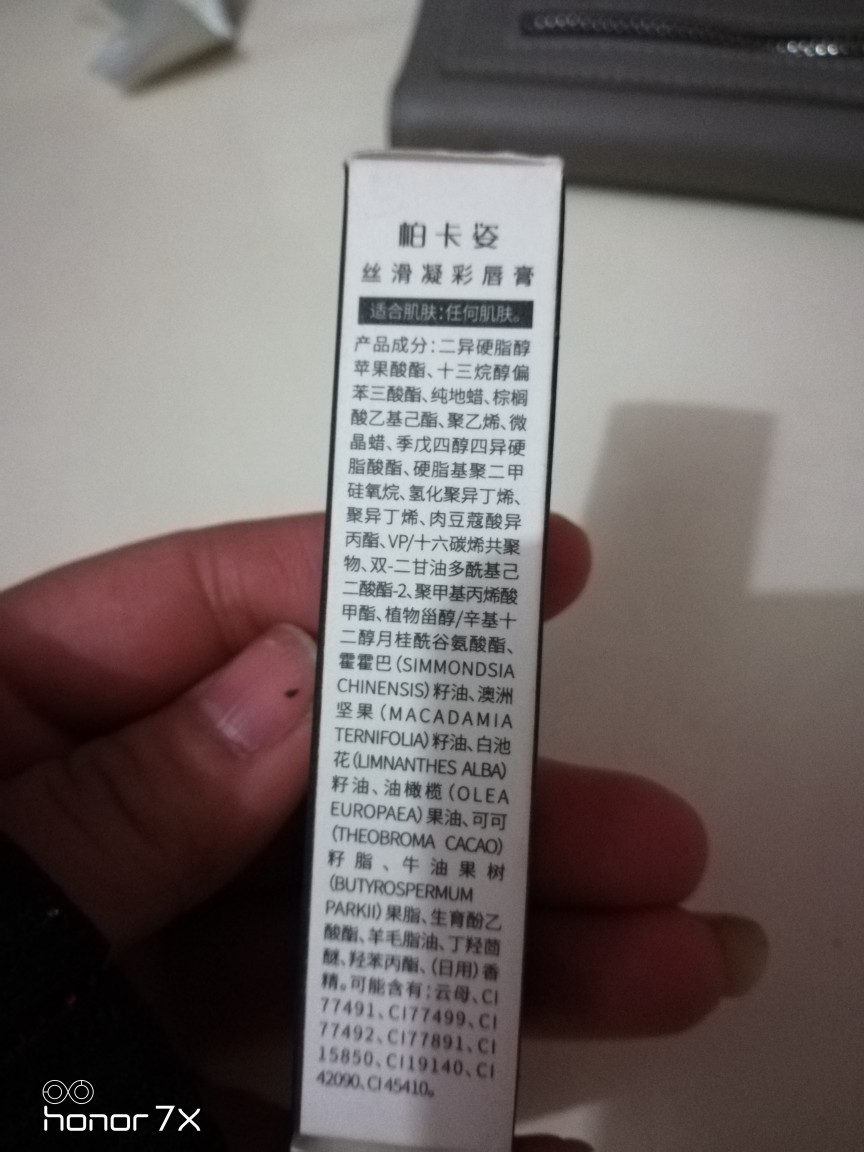 柏卡姿
丝滑凝彩唇膏
适合肌肤:任何肌肤。
产品成分:二异硬脂醇
苹果酸酯、十三烷醇偏
苯三酸酯、纯地蜡、棕榈
酸乙基己酯、聚乙烯、微
晶蜡、季戊四醇四异硬
脂酸酯、硬脂基聚二甲
硅氧烷、氢化聚异丁烯、
聚异丁烯、肉豆蔻酸异
丙酯、VP/十六碳烯共聚
物、双-二甘油多酰基己
二酸酯-2、聚甲基丙烯酸
甲酯、植物甾醇/辛基十
二醇月桂酰谷氨酸酯、
霍霍巴(SIMMONDSIA
CHINENSIS)籽油、澳洲
坚果(MACADAMIA
TERNIFOLIA)籽油、白池
花(LIMNANTHES ALBA)
籽油、油橄榄(OLEA
EUROPAEA)果油、可可
(THEOBROMA CACAO)
籽脂、牛油果树
(BUTYROSPERMUM
PARKII)果脂、生育酚乙
酸酯、羊毛脂油、丁羟茴
醚、羟苯丙酯、(日用)香
精。可能含有:云母、CI
77491、CI77499、CI
77492、CI77891、CI
15850、CI19140、CI
42090、CI 45410。
honor 7X